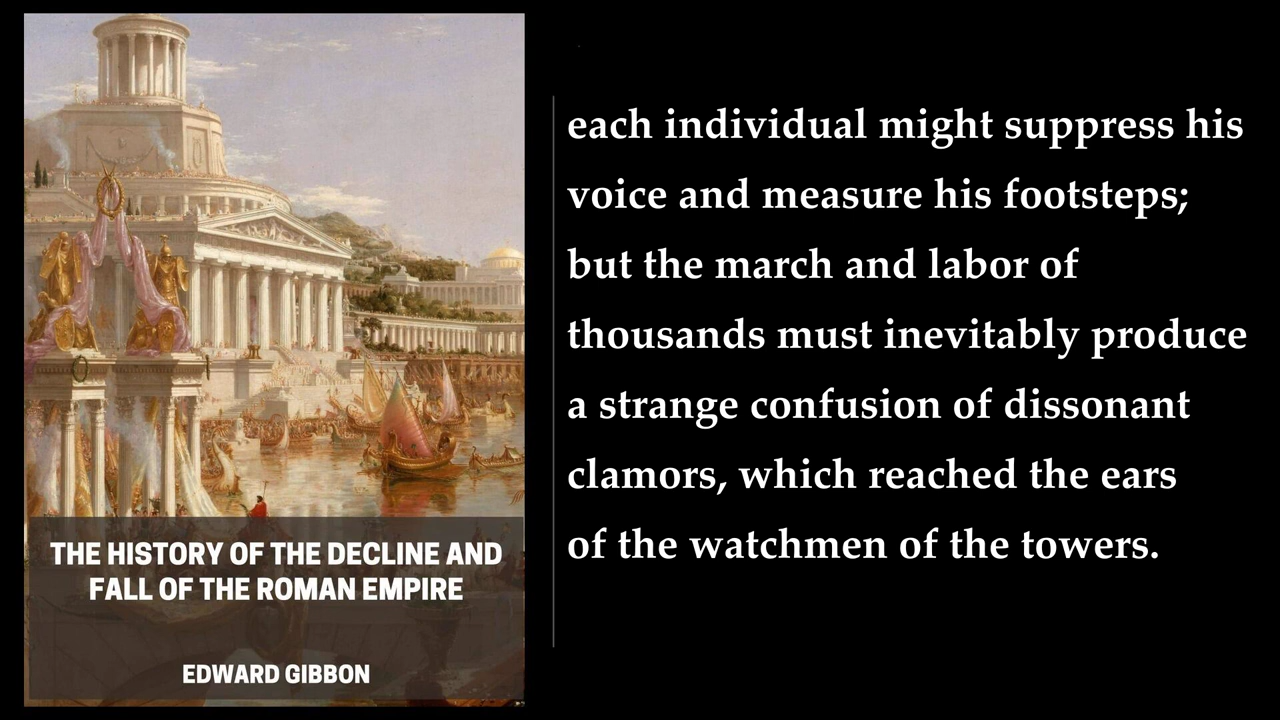 THE HISTORY OF THE DECLINE AND
FALL OF THE ROMAN EMPIRE
EDWARD GIBBON
each individual might suppress his
voice and measure his footsteps;
but the march and labor of
thousands must inevitably produce
a strange confusion of dissonant
clamors, which reached the ears
of the watchmen of the towers.